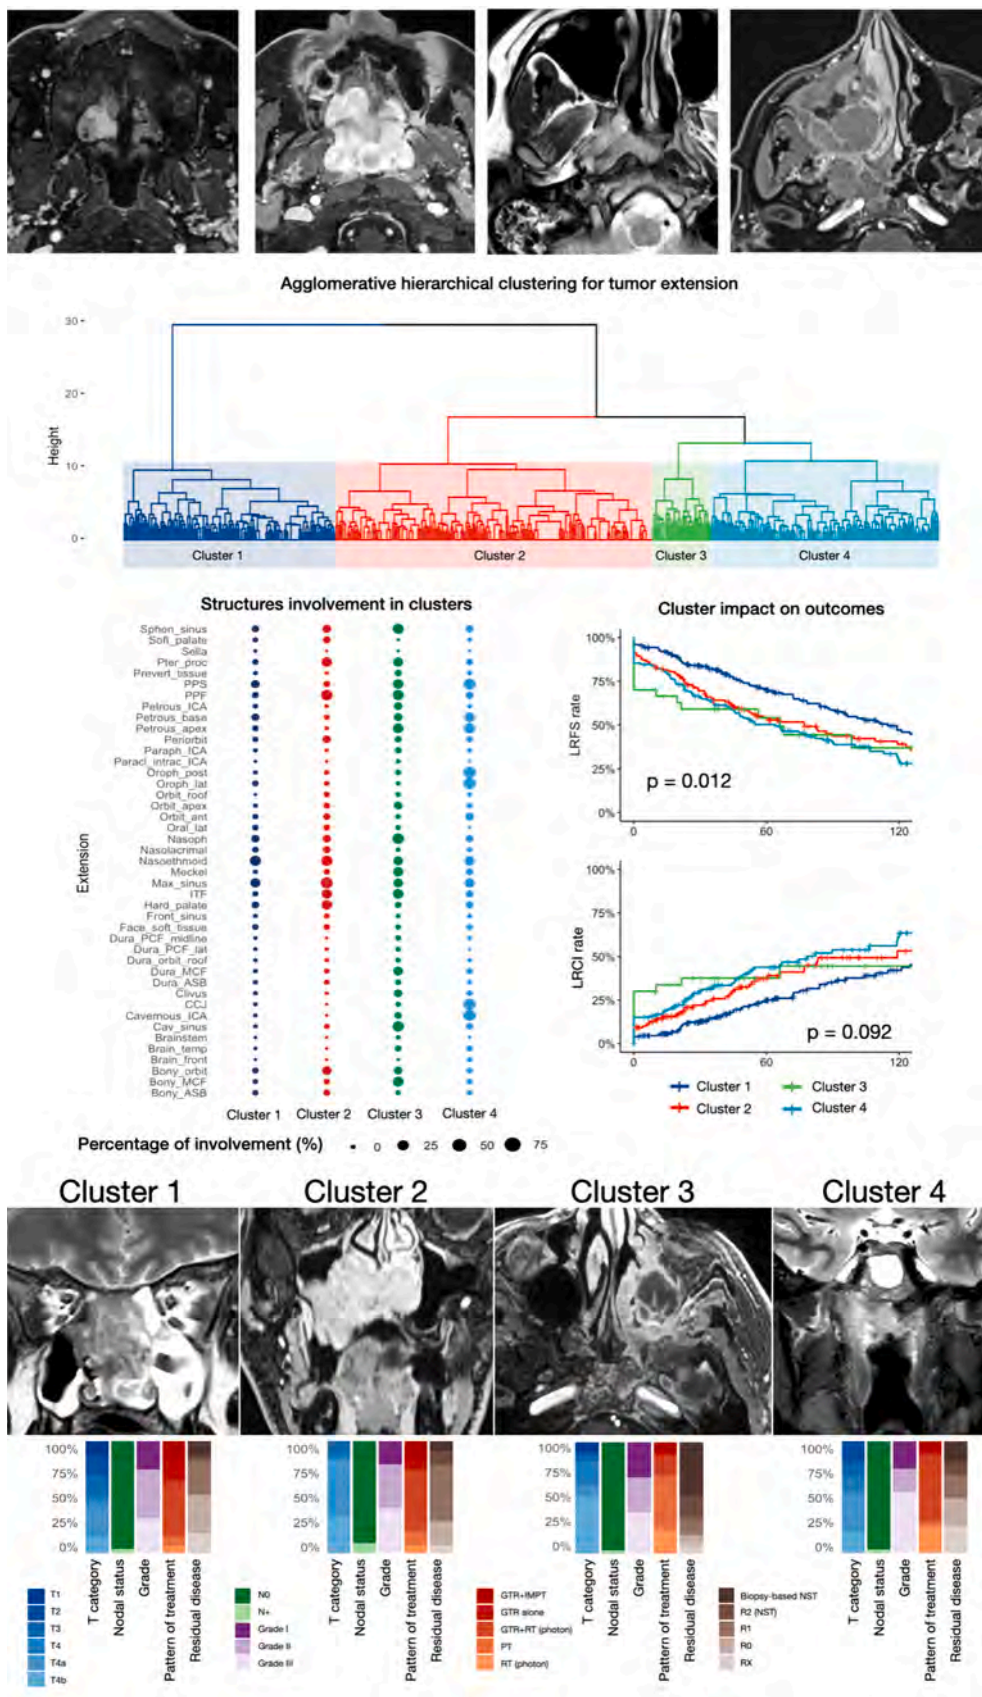 Agglomerative hierarchical clustering for tumor extension
Height
30
20
10
0
Cluster 1
Cluster 2
Cluster 3
Cluster 4
Structures involvement in clusters
Extension
Sphen_sinus
Soft_palate
Sella
Pter_proc
Prevert_tissue
PPS
PPF
Petrous_ICA
Petrous_base
Petrous_apex
Periorbit
Paraph_ICA
Paracl_intrac_ICA
Oroph_post
Oroph_lat
Orbit_roof
Orbit_apex
Orbit_ant
Oral_lat
Nasoph
Nasolacrimal
Nasoethmoid
Meckel
Max_sinus
ITF
Hard_palate
Front_sinus
Face_soft_tissue
Dura_PCF_midline
Dura_PCF_lat
Dura_orbit_roof
Dura_MCF
Dura_ASB
Clivus
CCJ
Cavernous_ICA
Cav_sinus
Brainstem
Brain_temp
Brain_front
Bony_orbit
Bony_MCF
Bony_ASB
Cluster 1
Cluster 2
Cluster 3
Cluster 4
Percentage of involvement (%)
0
25
50
75
Cluster impact on outcomes
LRFS rate
100%
75%
50%
25%
0%
p = 0.012
0
60
120
LRCI rate
100%
75%
50%
25%
0%
p = 0.092
0
60
120
Cluster 1
Cluster 3
Cluster 2
Cluster 4
Cluster 1
Cluster 2
Cluster 3
Cluster 4
100%
75%
50%
25%
0%
100%
75%
50%
25%
0%
100%
75%
50%
25%
0%
100%
75%
50%
25%
0%
T category
Nodal status
Grade
Pattern of treatment
Residual disease
T category
Nodal status
Grade
Pattern of treatment
Residual disease
T category
Nodal status
Grade
Pattern of treatment
Residual disease
T category
Nodal status
Grade
Pattern of treatment
Residual disease
T1
T2
T3
T4
T4a
T4b
N0
N+
Grade I
Grade II
Grade III
GTR+IMPT
GTR alone
GTR+RT (photon)
PT
RT (photon)
Biopsy-based NST
R2 (NST)
R1
R0
RX